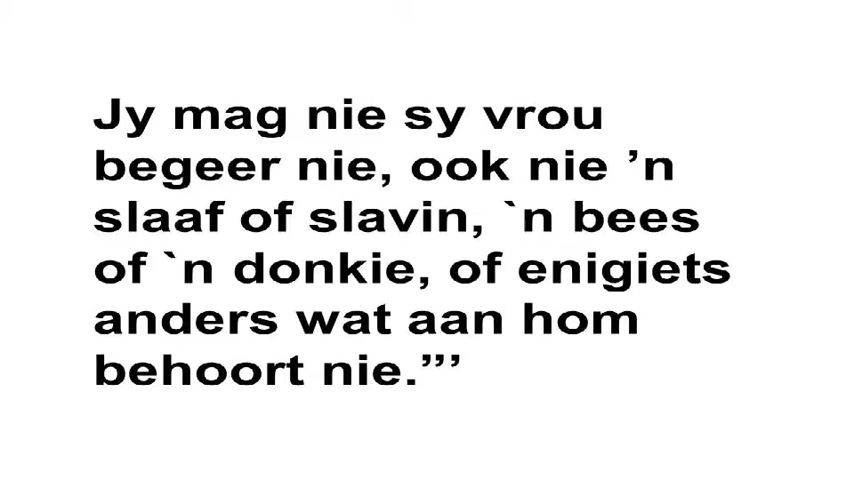 Jy mag nie sy vrou
begeer nie, ook nie ’n
slaaf of slavin, `n bees
of `n donkie, of enigiets
anders wat aan hom
behoort nie.”’